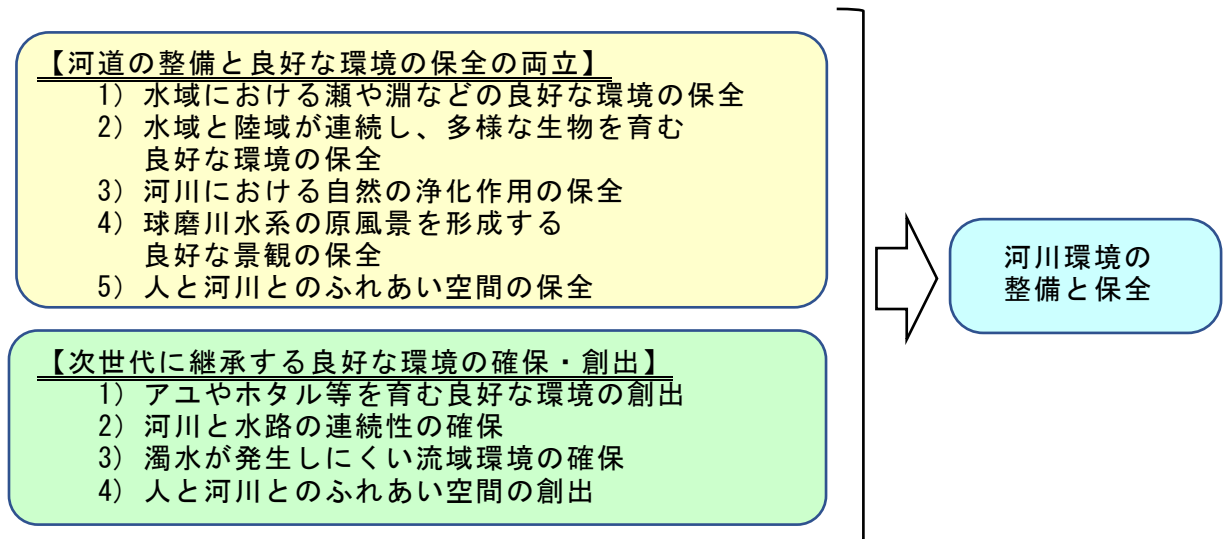 【河道の整備と良好な環境の保全の両立】
1) 水域における瀬や淵などの良好な環境の保全
2) 水域と陸域が連続し、多様な生物を育む
良好な環境の保全
3) 河川における自然の浄化作用の保全
4) 球磨川水系の原風景を形成する
良好な景観の保全
5) 人と河川とのふれあい空間の保全
【次世代に継承する良好な環境の確保・創出】
1) アユやホタル等を育む良好な環境の創出
2) 河川と水路の連続性の確保
3) 濁水が発生しにくい流域環境の確保
4) 人と河川とのふれあい空間の創出
河川環境の
整備と保全